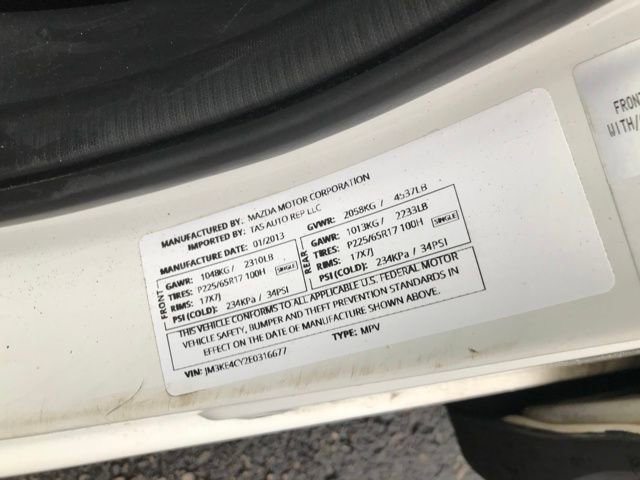 MANUFACTURED BY: MAZDA MOTOR CORPORATION
IMPORTED BY: TAS AUTO REP LLC
MANUFACTURE DATE: 01/2013
GVWR: 2058KG / 4537LB
FRONT
GAWR: 1048KG / 2310LB
TIRES: P225/65R17 100H SINGLE
RIMS: 17X7J
PSI (COLD): 234KPA / 34PSI
REAR
GAWR: 1013KG / 2233LB
TIRES: P225/65R17 100H SINGLE
RIMS: 17X7J
PSI (COLD): 234KPA / 34PSI
THIS VEHICLE CONFORMS TO ALL APPLICABLE U.S. FEDERAL MOTOR
VEHICLE SAFETY, BUMPER AND THEFT PREVENTION STANDARDS IN
EFFECT ON THE DATE OF MANUFACTURE SHOWN ABOVE.
VIN: JM3KE4CY2E0316677
TYPE: MPV
FRONT
WITH/